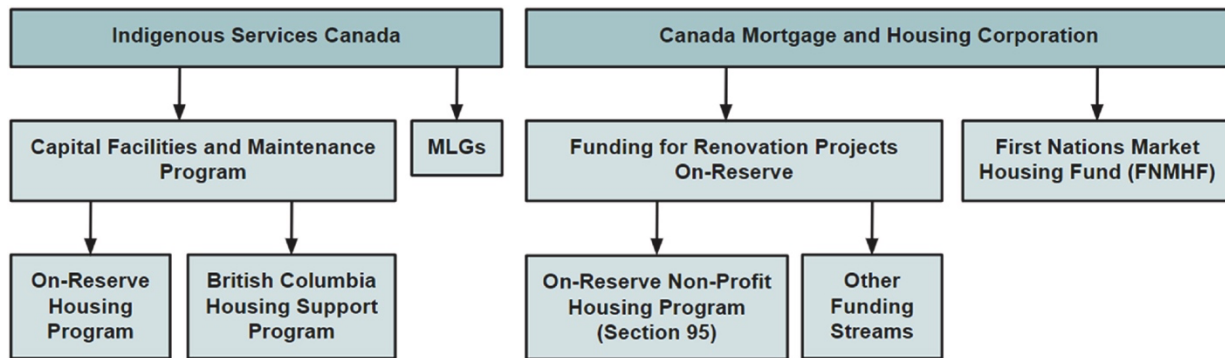 Indigenous Services Canada
Canada Mortgage and Housing Corporation
Capital Facilities and Maintenance
Program
MLGs
Funding for Renovation Projects
On-Reserve
First Nations Market
Housing Fund (FNMHF)
On-Reserve
Housing
Program
British Columbia
Housing Support
Program
On-Reserve Non-Profit
Housing Program
(Section 95)
Other
Funding
Streams